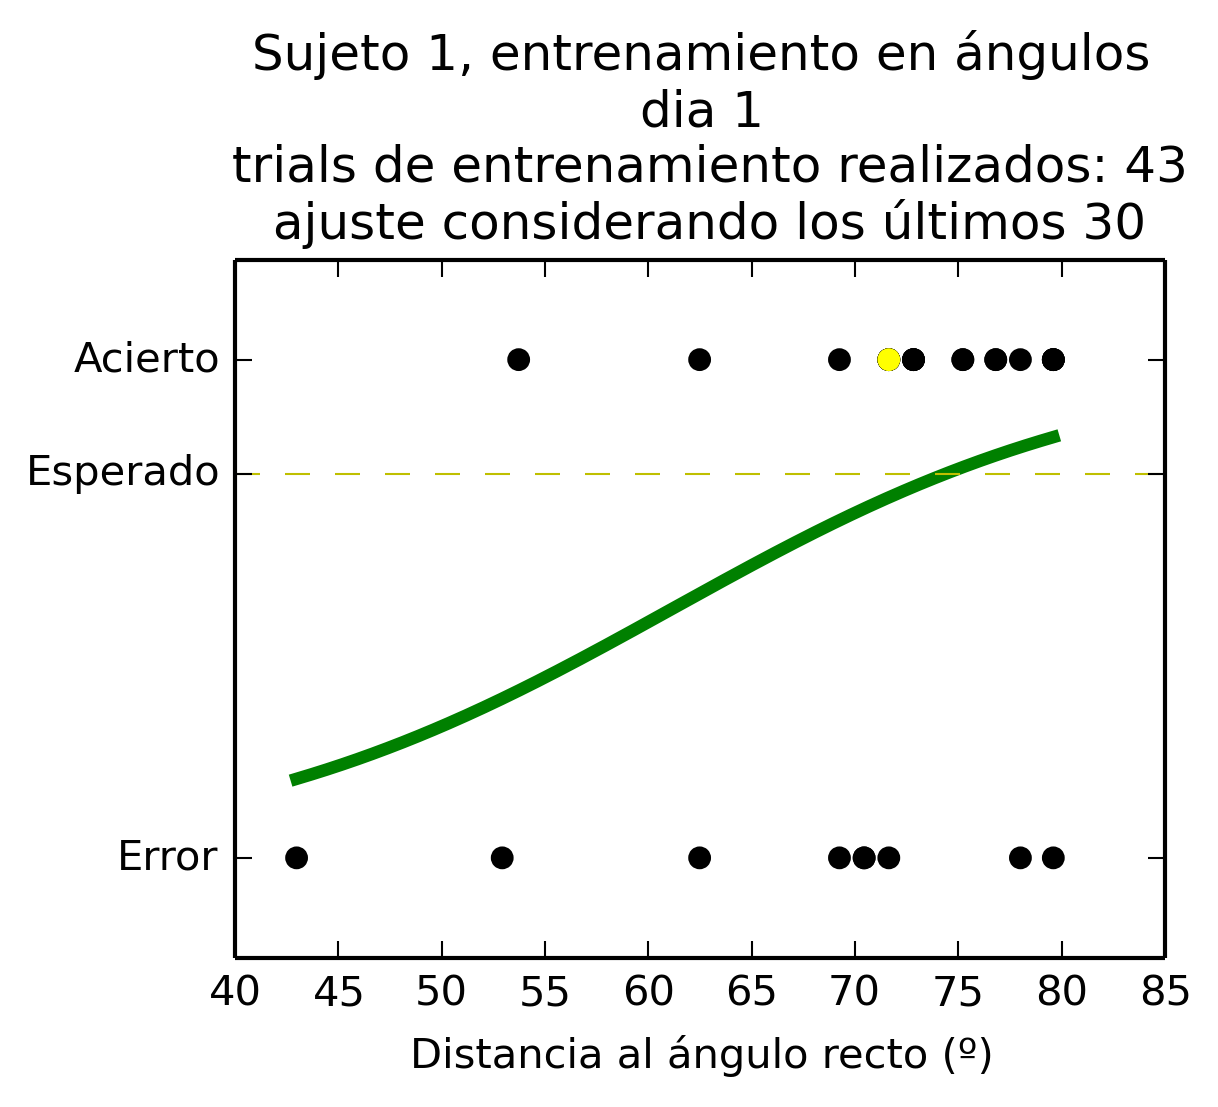 Sujeto 1, entrenamiento en ángulos
dia 1
trials de entrenamiento realizados: 43
ajuste considerando los últimos 30
Acierto
Esperado
Error
40 45 50 55 60 65 70 75 80 85
Distancia al ángulo recto (º)